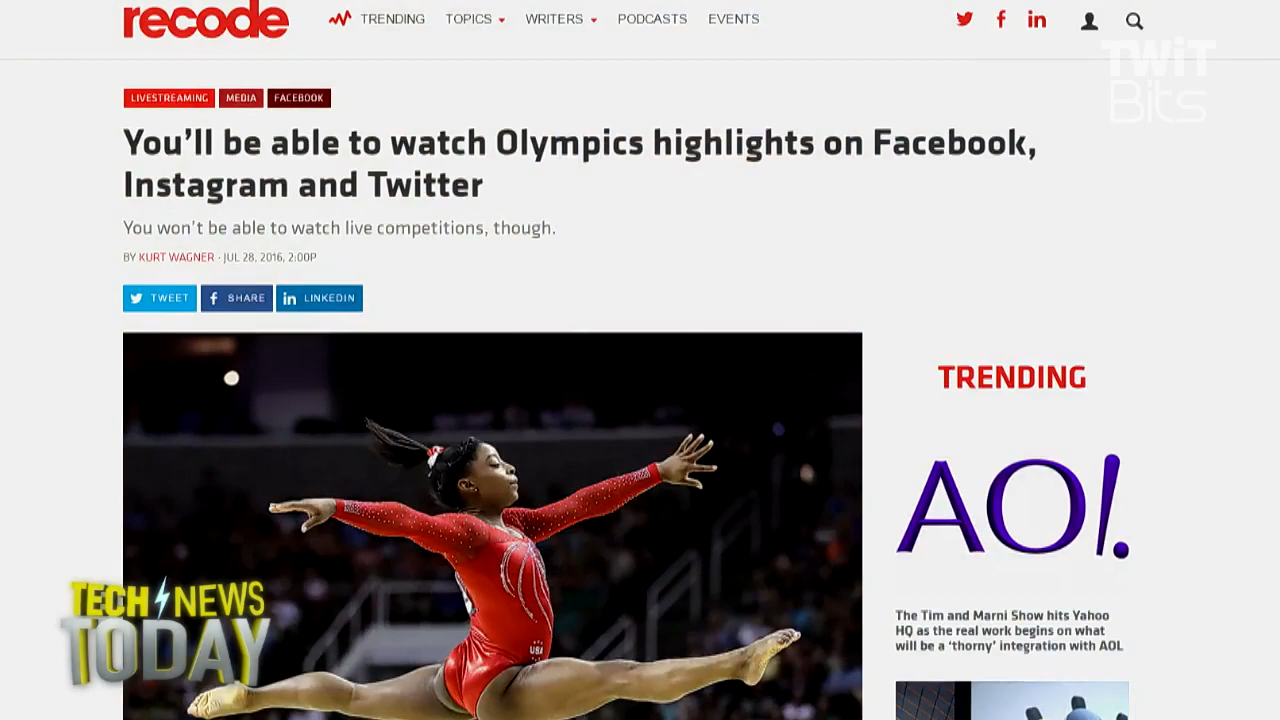 recode
TRENDING TOPICS WRITERS PODCASTS EVENTS
TWiT
Bits
LIVESTREAMING MEDIA FACEBOOK
You'll be able to watch Olympics highlights on Facebook,
Instagram and Twitter
You won't be able to watch live competitions, though.
BY KURT WAGNER · JUL 28, 2016, 2:00P
TWEET SHARE LINKEDIN
TRENDING
AO!.
The Tim and Marni Show hits Yahoo
HQ as the real work begins on what
will be a 'thorny' integration with AOL
USA
TECH NEWS
TODAY